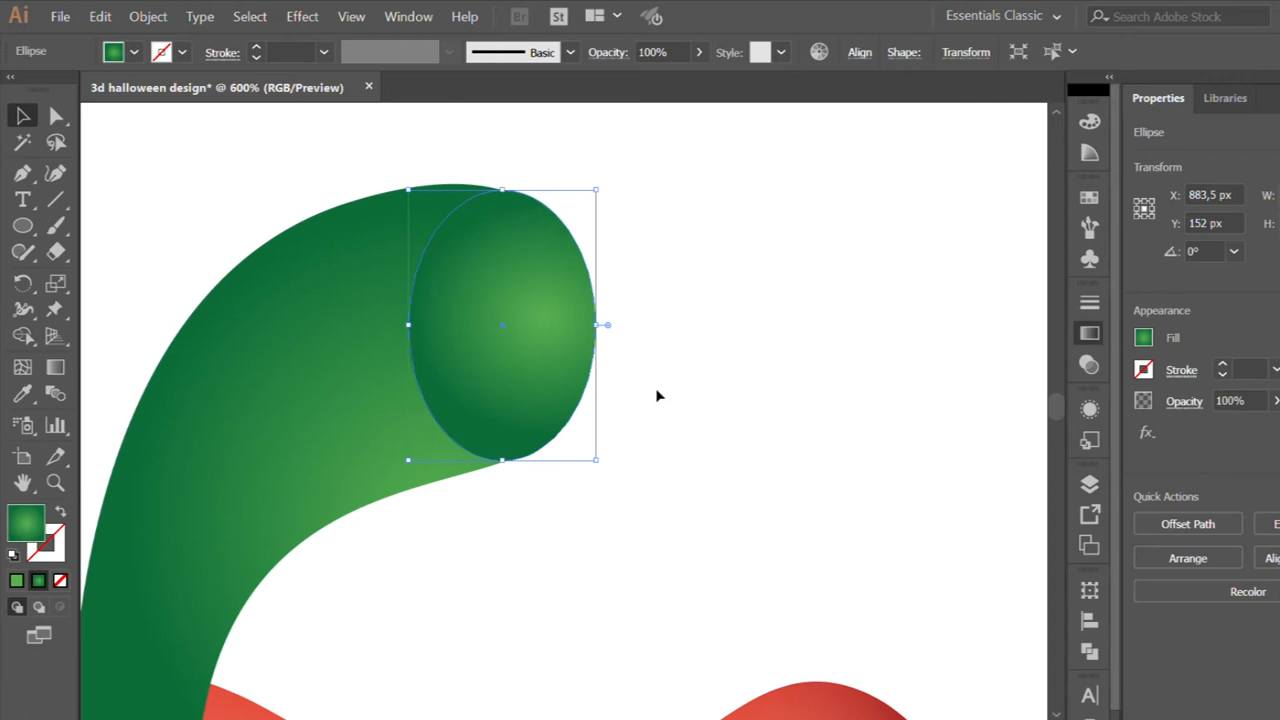 Ai File Edit Object Type Select Effect View Window Help Br St Essentials Classic Search Adobe Stock
Ellipse Stroke: Basic Opacity: 100% Style: Align Shape: Transform
3d halloween design* @ 600% (RGB/Preview) ×
Properties Libraries
Ellipse
Transform
X: 883,5 px W:
Y: 152 px H:
0°
Appearance
Fill
Stroke
Opacity 100%
fx.
Quick Actions
Offset Path
Arrange
Recolor